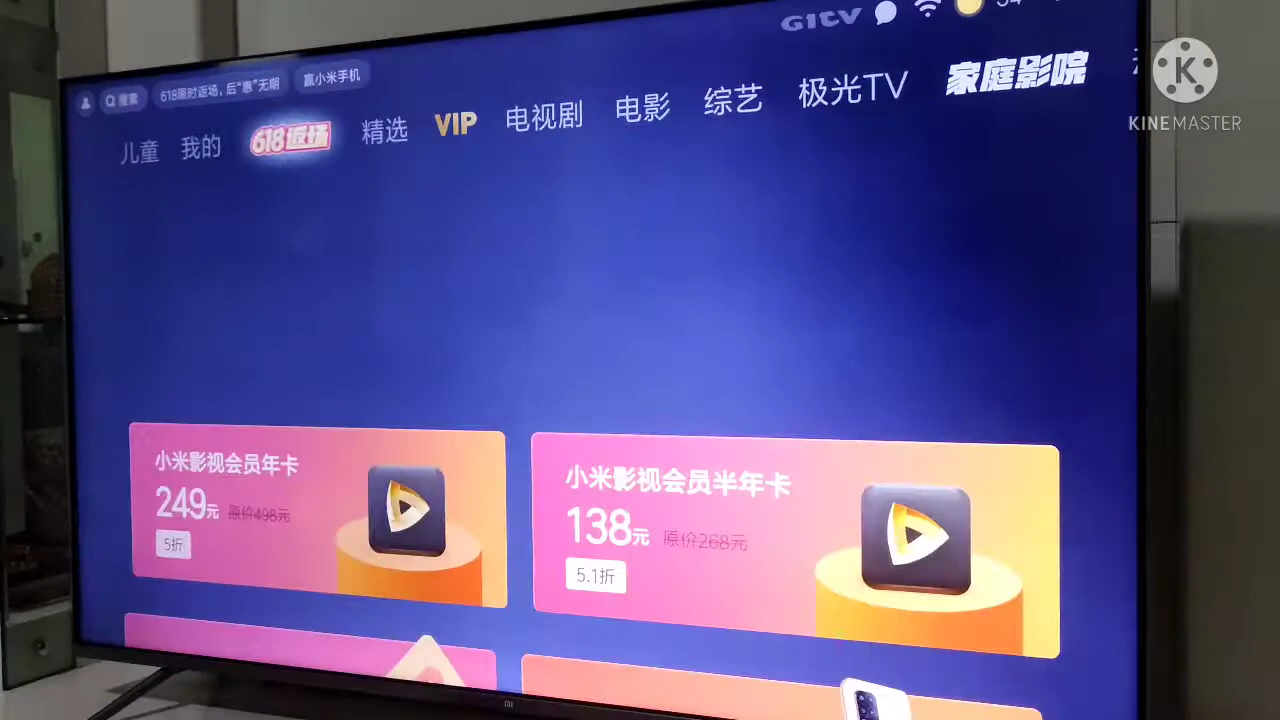 GITV
搜索
618限时返场，后“惠”无期
赢小米手机
儿童 我的 618返场 精选 VIP 电视剧 电影 综艺 极光TV 家庭影院
K
KINEMASTER
小米影视会员年卡
249元 原价498元
5折
小米影视会员半年卡
138元 原价268元
5.1折